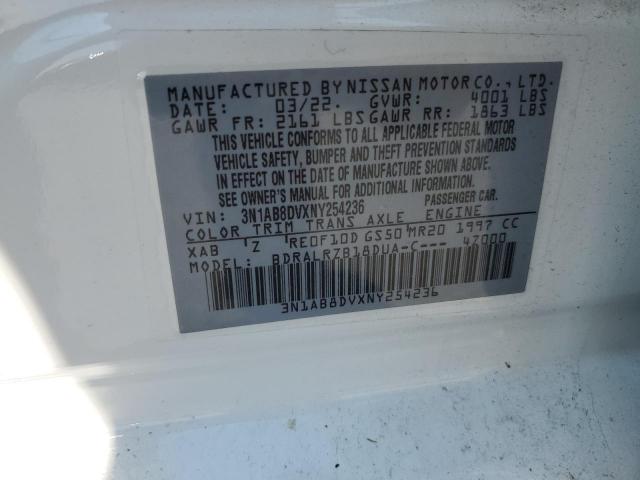 MANUFACTURED BY NISSAN MOTOR CO., LTD.
DATE: 03/22. GVWR: 4001 LBS
GAWR FR: 2161 LBS GAWR RR: 1863 LBS
THIS VEHICLE CONFORMS TO ALL APPLICABLE FEDERAL MOTOR
VEHICLE SAFETY, BUMPER AND THEFT PREVENTION STANDARDS
IN EFFECT ON THE DATE OF MANUFACTURE SHOWN ABOVE.
SEE OWNER'S MANUAL FOR ADDITIONAL INFORMATION.
VIN: 3N1AB8DVXNY254236 PASSENGER CAR.
COLOR TRIM TRANS AXLE ENGINE
XAB Z RE0F10D GS50 MR20 1997 CC
MODEL: BDRALRZB18DUA-C--- 47000
3N1AB8DVXNY254236